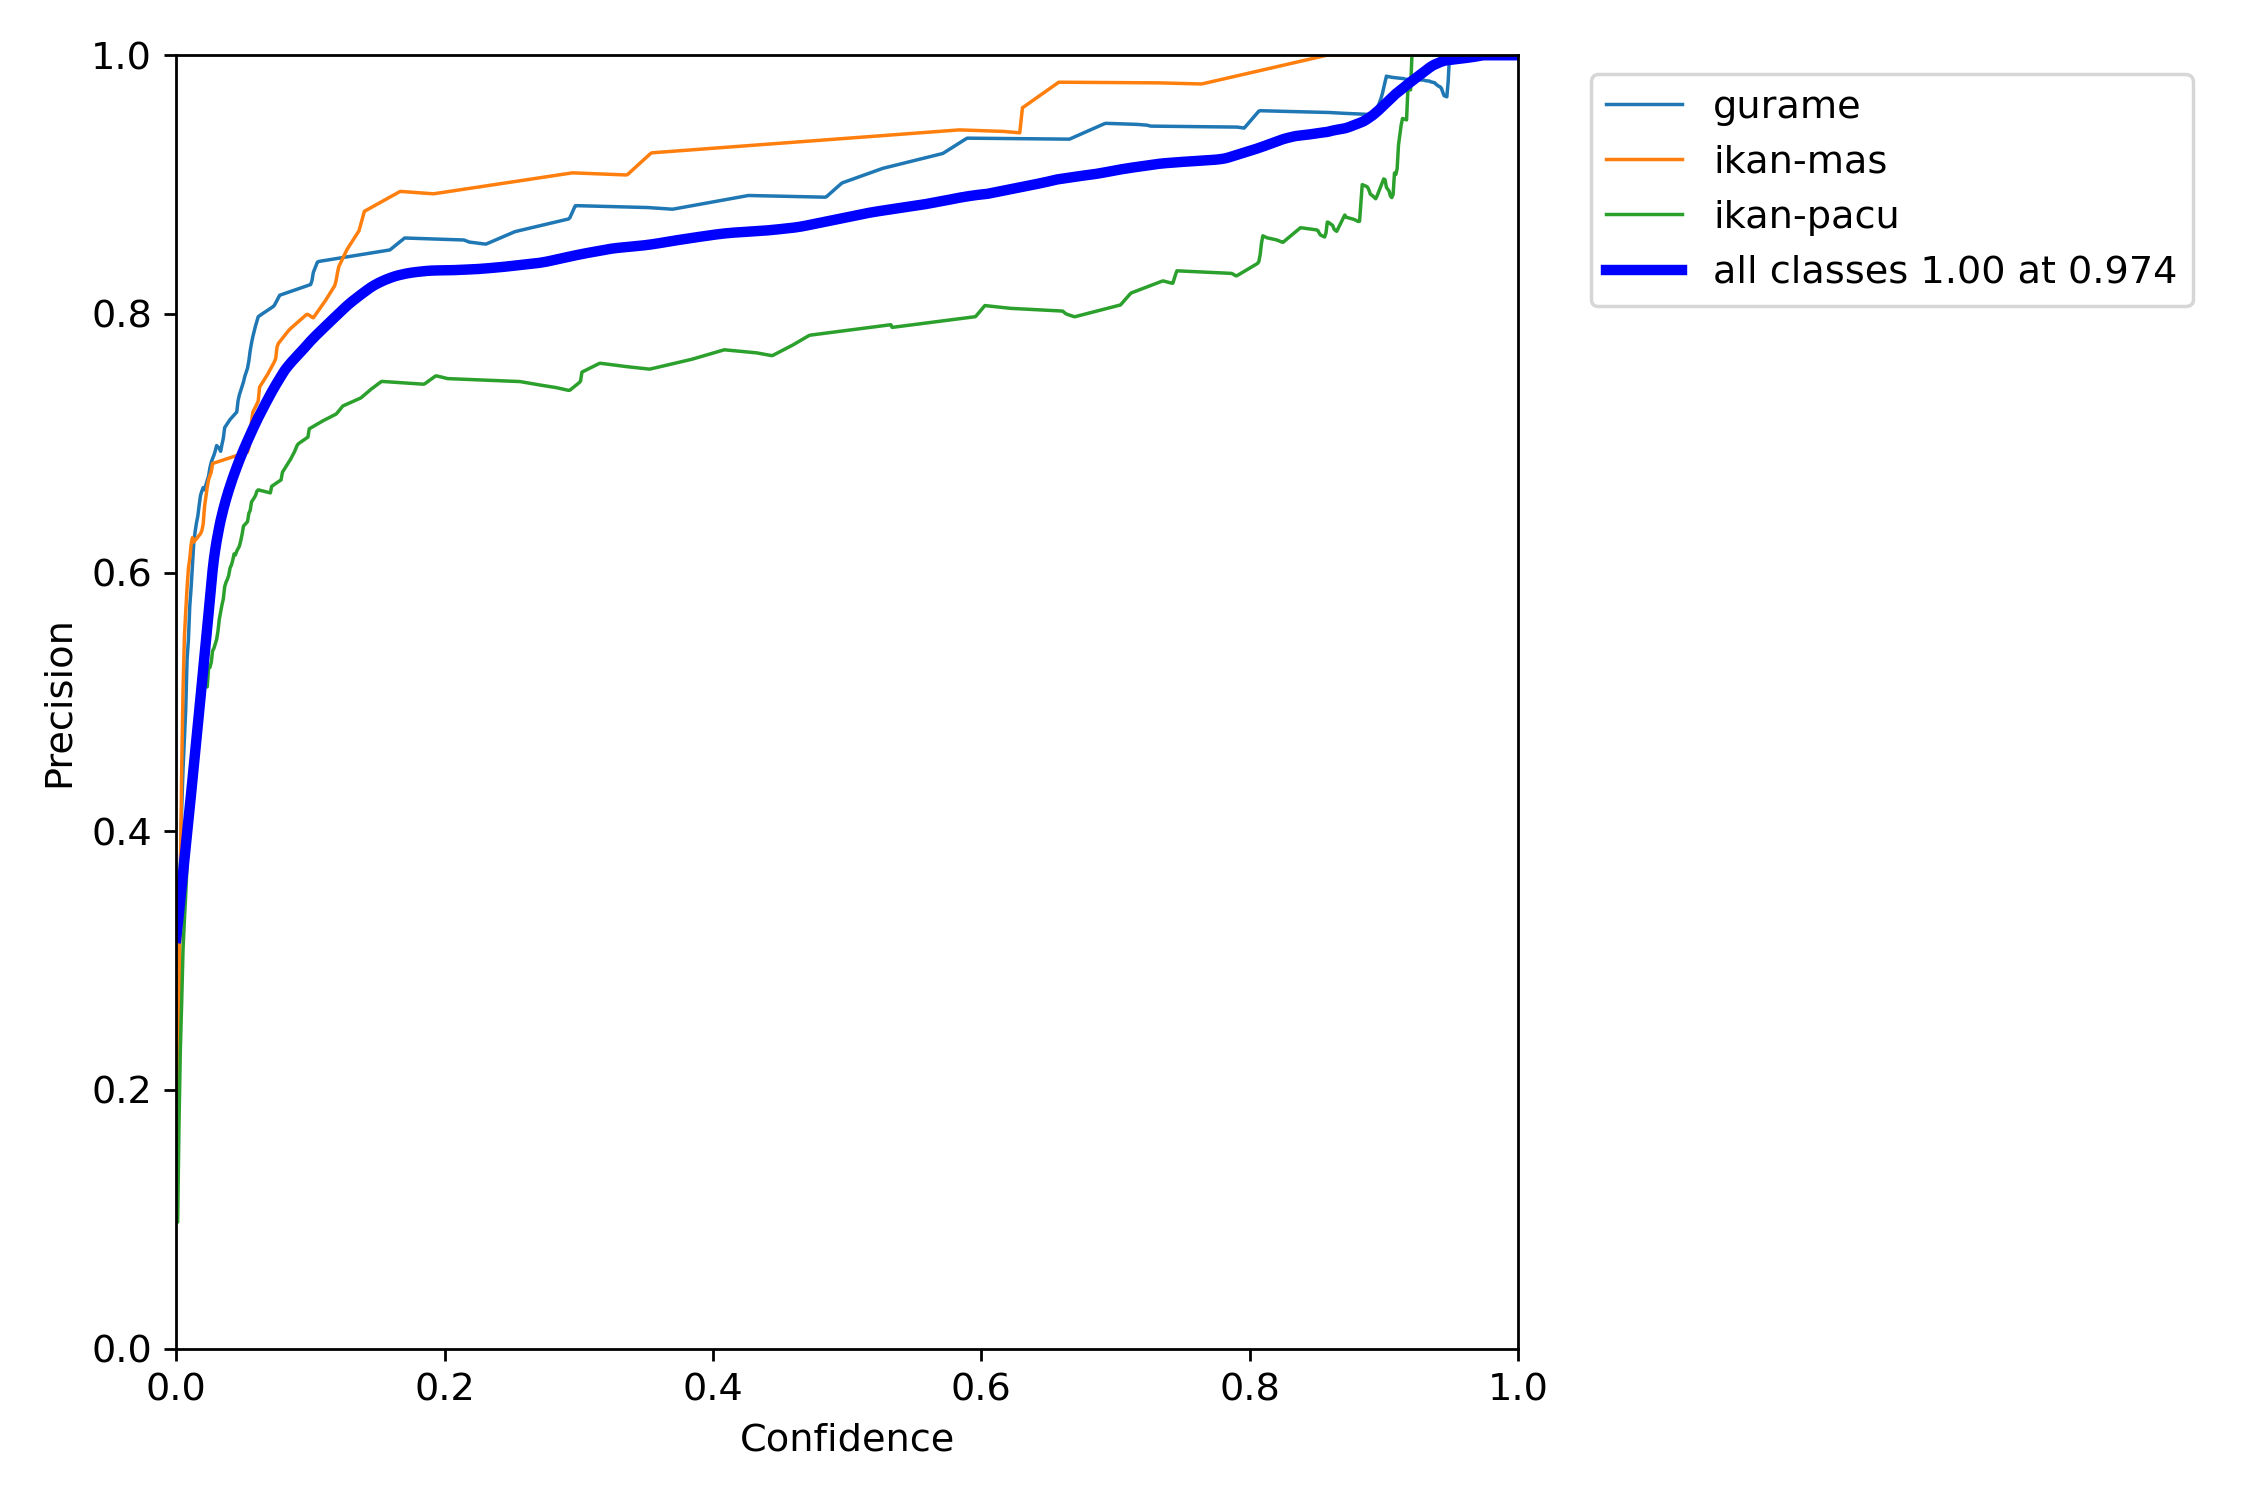 1.0
0.8
0.6
0.4
0.2
0.0
Precision
0.0 0.2 0.4 0.6 0.8 1.0
Confidence
gurame
ikan-mas
ikan-pacu
all classes 1.00 at 0.974